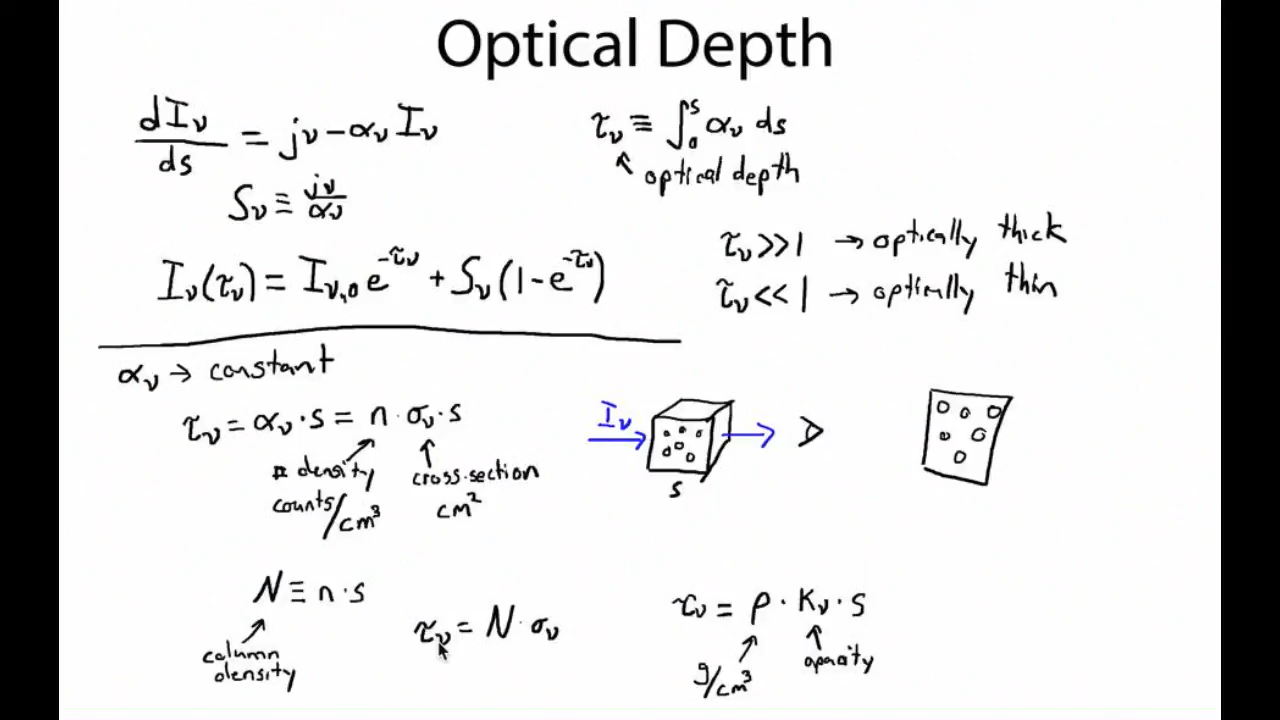 Optical Depth
dIν/ds = jν - αν Iν
Sν ≡ jν/αν
Iν(τν) = Iν,0 e^-τν + Sν(1 - e^-τν)
τν ≡ ∫₀ˢ αν ds
optical depth
τν >> 1 → optically thick
τν << 1 → optically thin
αν → constant
τν = αν · s = n · σν · s
# density
counts/cm³
cross-section
cm²
Iν
s
N ≡ n · s
column
density
τν = N · σν
τν = ρ · Kν · s
g/cm³
opacity